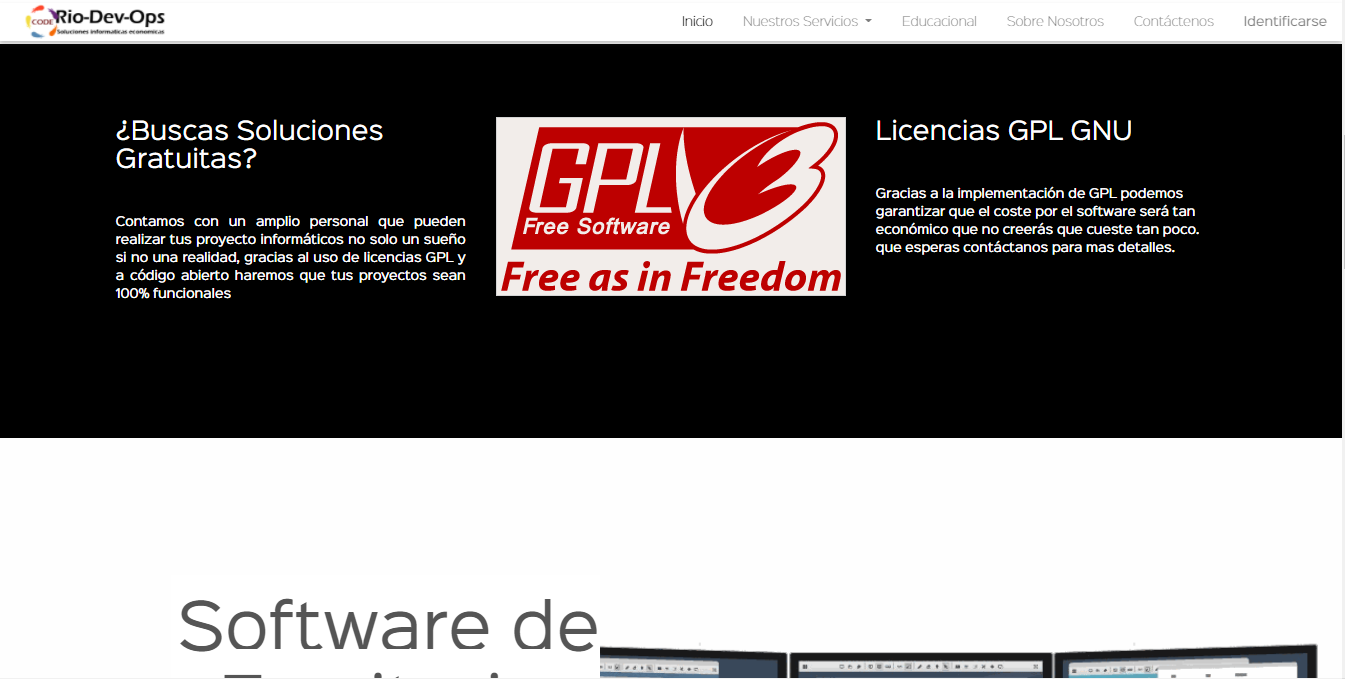 CODE
Rio-Dev-Ops
Soluciones informaticas economicas
Inicio
Nuestros Servicios
Educacional
Sobre Nosotros
Contáctenos
Identificarse
¿Buscas Soluciones
Gratuitas?
Contamos con un amplio personal que pueden
realizar tus proyecto informáticos no solo un sueño
si no una realidad, gracias al uso de licencias GPL y
a código abierto haremos que tus proyectos sean
100% funcionales
GPL
Free Software
Free as in Freedom
Licencias GPL GNU
Gracias a la implementación de GPL podemos
garantizar que el coste por el software será tan
económico que no creerás que cueste tan poco.
que esperas contáctanos para mas detalles.
Software de